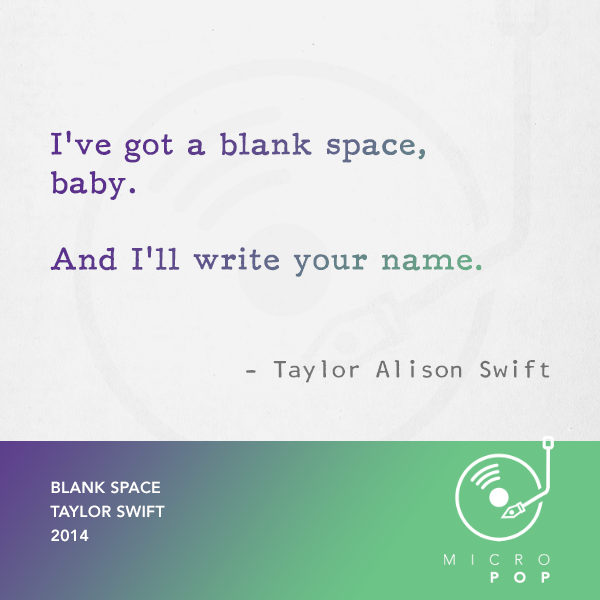 I've got a blank space,
baby.
And I'll write your name.
– Taylor Alison Swift
BLANK SPACE
TAYLOR SWIFT
2014
MICRO
POP